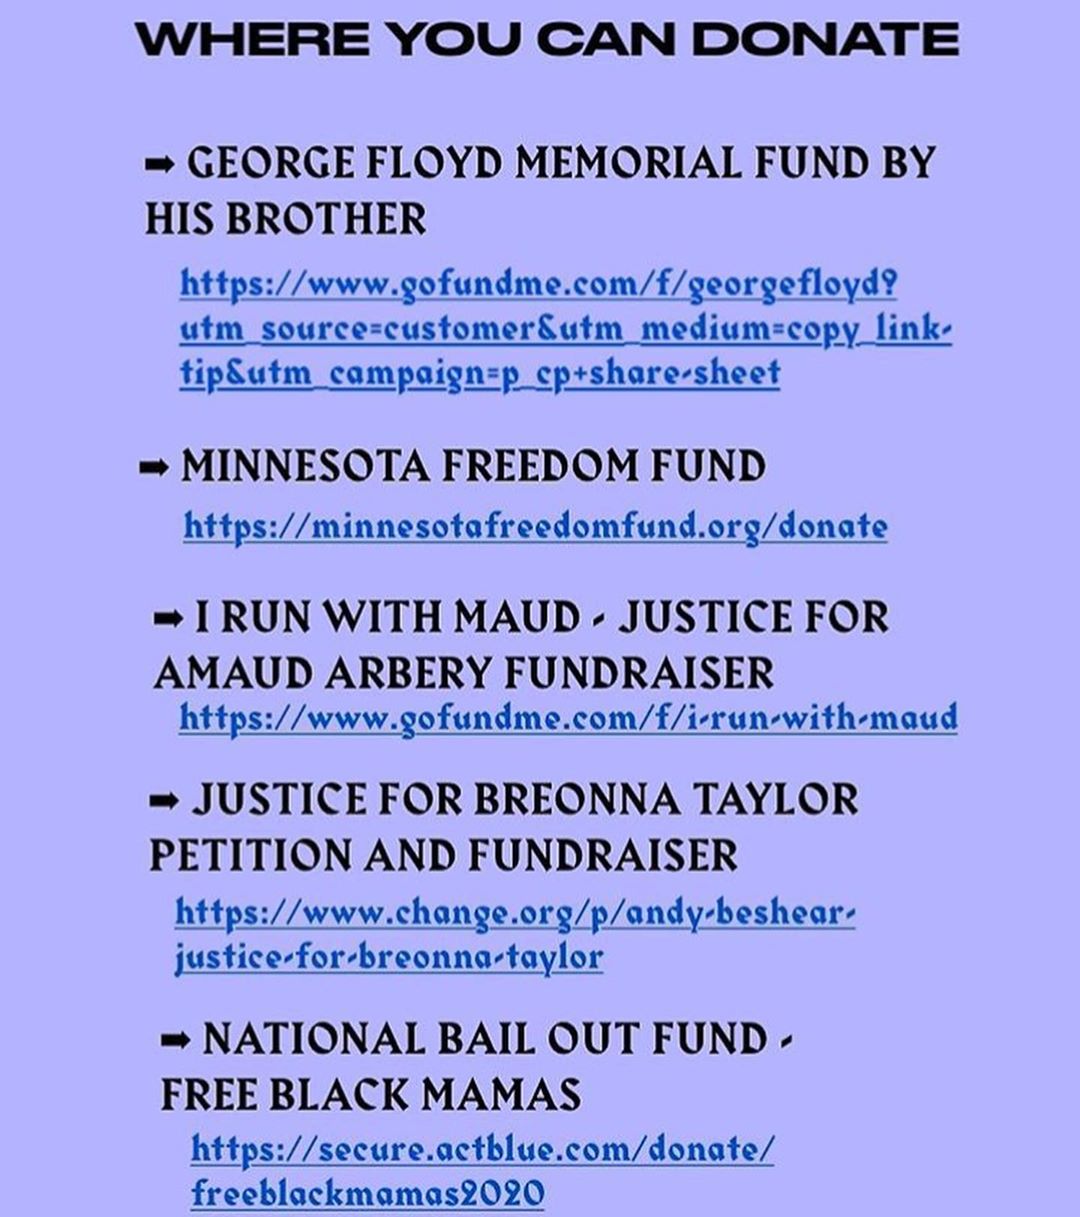 WHERE YOU CAN DONATE
➡ GEORGE FLOYD MEMORIAL FUND BY
HIS BROTHER
https://www.gofundme.com/f/georgefloyd?
utm_source=customer&utm_medium=copy_link-
tip&utm_campaign=p_cp+share-sheet
➡ MINNESOTA FREEDOM FUND
https://minnesotafreedomfund.org/donate
➡ I RUN WITH MAUD - JUSTICE FOR
AMAUD ARBERY FUNDRAISER
https://www.gofundme.com/f/i-run-with-maud
➡ JUSTICE FOR BREONNA TAYLOR
PETITION AND FUNDRAISER
https://www.change.org/p/andy-beshear-
justice-for-breonna-taylor
➡ NATIONAL BAIL OUT FUND -
FREE BLACK MAMAS
https://secure.actblue.com/donate/
freeblackmamas2020